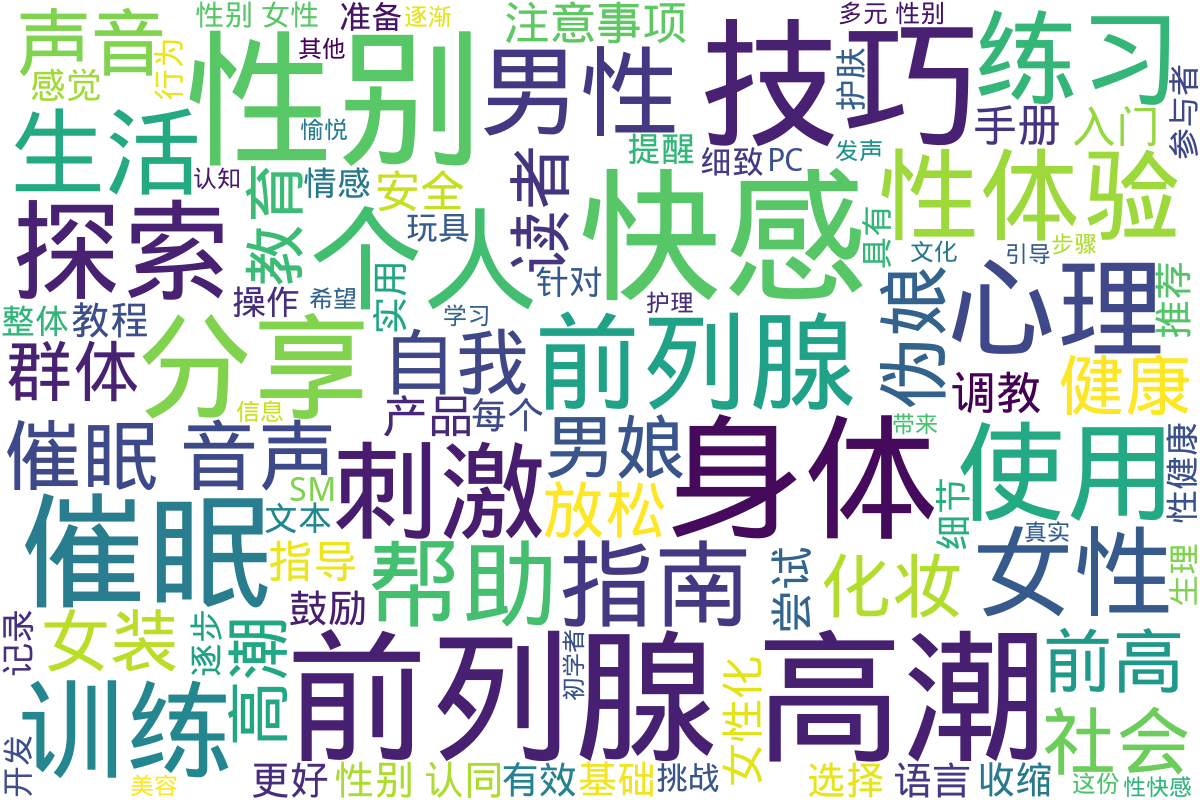 性别 女性
准备
逐渐
注意事项
多元 性别
声音
其他
性别
男性
技巧
练习
感觉
行为
护肤
参与者
生活
愉悦
手册
入门
提醒
细致
PC
发声
认知
教育
情感
安全
读者
快感
性体验
探索
个人
玩具
具有
文化
引导
步骤
实用
针对
伪娘
心理
推荐
操作
希望
学习
护理
整体
教程
分享
自我
前列腺
群体
调教
健康
产品
每个
信息
带来
催眠 音声
刺激
男娘
身体
使用
性健康
催眠
SM
文本
放松
细节
真实
指导
帮助
指南
尝试
女性
化妆
生理
鼓励
记录
女装
逐步
高潮
前列腺高潮
初学者
女性化
前高
训练
社会
开发
美容
更好
性别 认同
有效
基础
挑战
选择
语言
收缩
这份
性快感